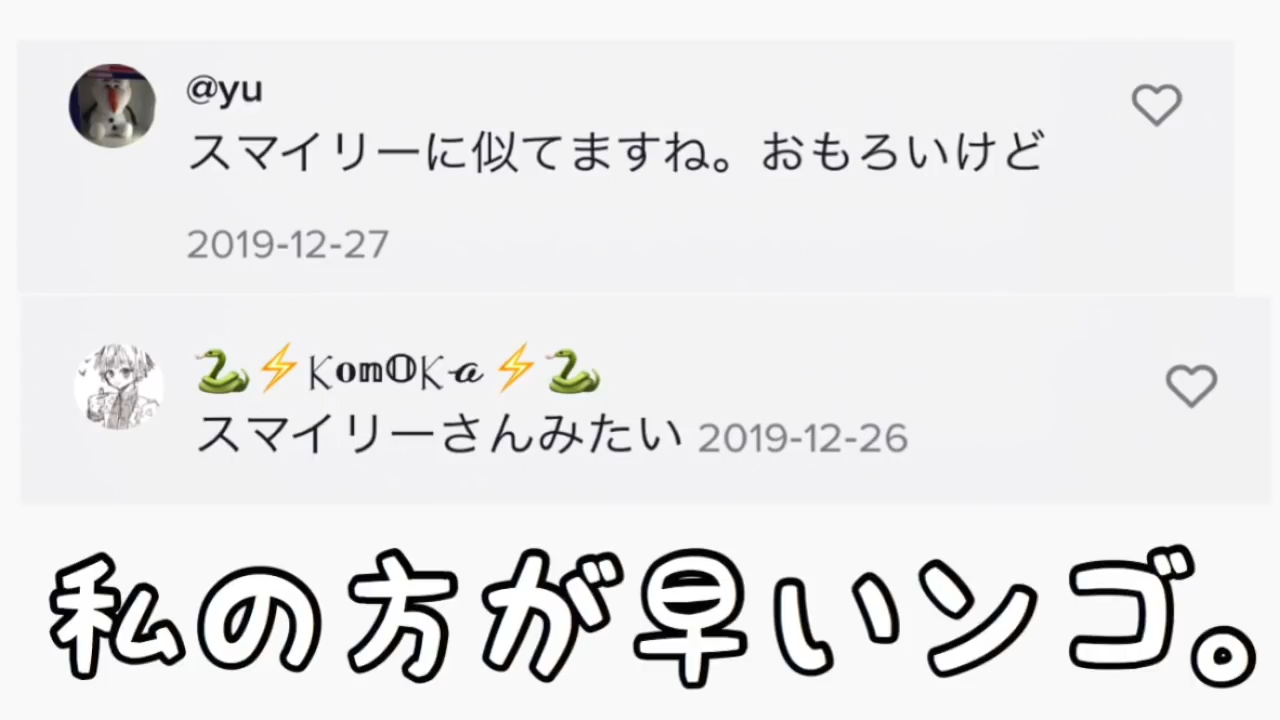 @yu
スマイリーに似てますね。おもろいけど
2019-12-27
🐍⚡KomOKa⚡🐍
スマイリーさんみたい 2019-12-26
私の方が早いンゴ。